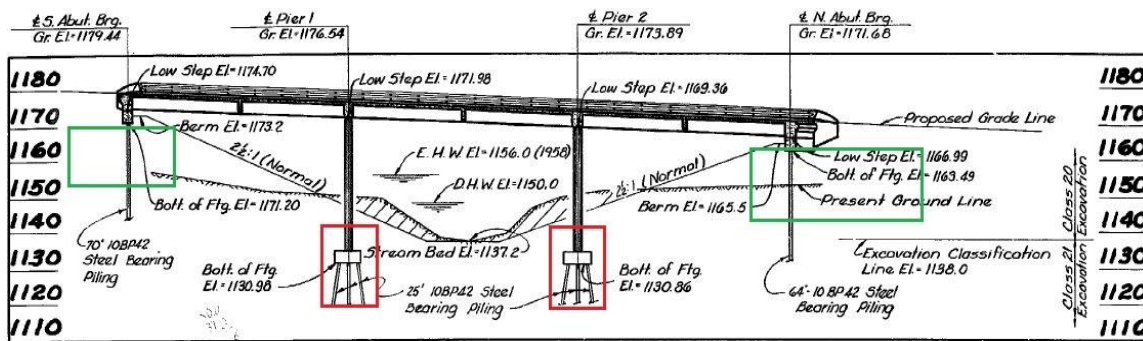 ℄ S. Abut. Brg.
Gr. El. = 1179.44
℄ Pier 1
Gr. El. = 1176.54
℄ Pier 2
Gr. El. = 1173.89
℄ N. Abut. Brg.
Gr. El = 1171.68
1180
1170
1160
1150
1140
1130
1120
1110
Low Step El. = 1174.70
Low Step El. = 1171.98
Low Step El. = 1169.36
Proposed Grade Line
Berm El. = 1173.2
2½:1 (Normal)
E.H.W. El = 1156.0 (1958)
D.H.W. El = 1150.0
2½:1 (Normal)
Low Step El. = 1166.99
Bott. of Ftg. El. = 1163.49
Bott. of Ftg. El. = 1171.20
Berm El = 1165.5
Present Ground Line
70' 10BP42
Steel Bearing
Piling
Stream Bed El. = 1137.2
Bott. of Ftg.
El. = 1130.98
25' 10BP42 Steel
Bearing Piling
Bott. of Ftg.
El. = 1130.86
Excavation Classification
Line El. = 1138.0
64'- 10BP42 Steel
Bearing Piling
Class 20
Excavation
Class 21
Excavation
1180
1170
1160
1150
1140
1130
1120
1110